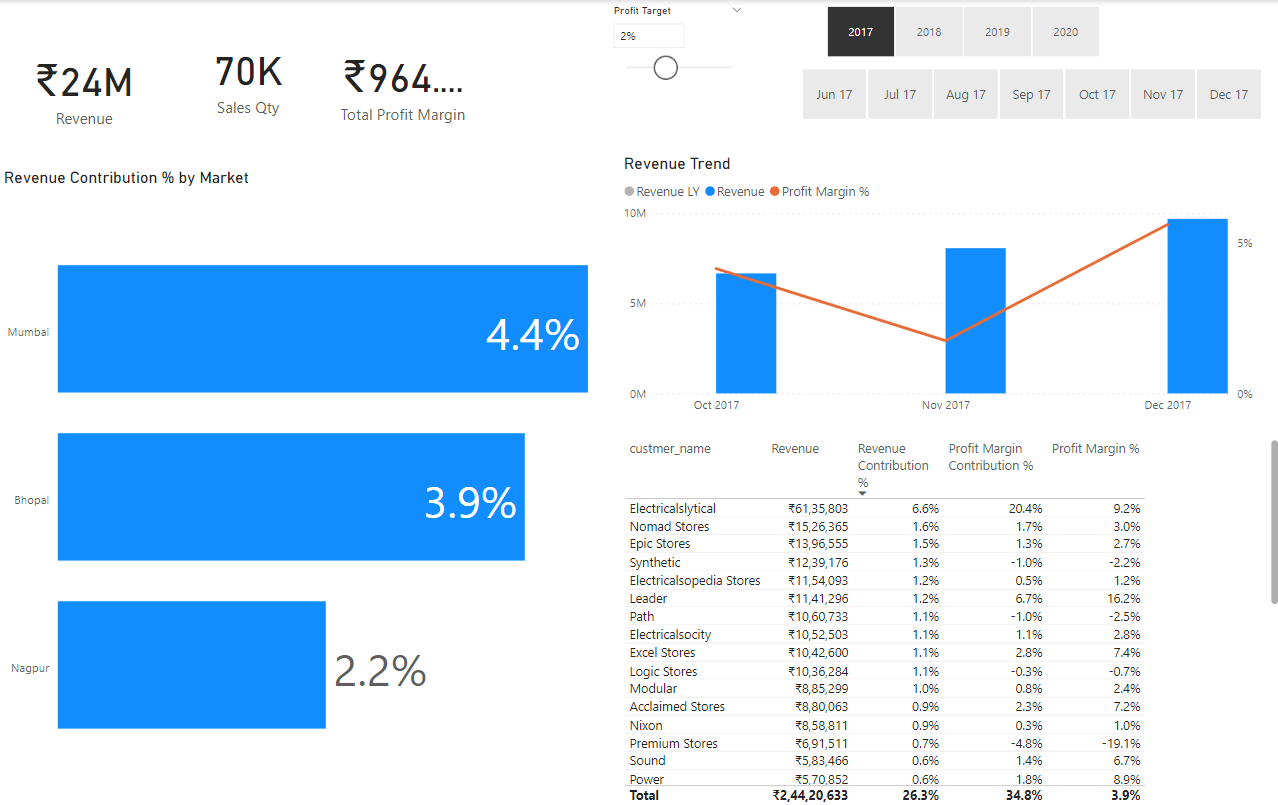 Profit Target
2%
2017 2018 2019 2020
Jun 17 Jul 17 Aug 17 Sep 17 Oct 17 Nov 17 Dec 17
₹24M
Revenue
70K
Sales Qty
₹964....
Total Profit Margin
Revenue Contribution % by Market
Mumbai 4.4%
Bhopal 3.9%
Nagpur 2.2%
Revenue Trend
Revenue LY Revenue Profit Margin %
10M
5M
0M
5%
0%
Oct 2017 Nov 2017 Dec 2017
custmer_name Revenue Revenue Contribution % Profit Margin Contribution % Profit Margin %
Electricalslytical ₹61,35,803 6.6% 20.4% 9.2%
Nomad Stores ₹15,26,365 1.6% 1.7% 3.0%
Epic Stores ₹13,96,555 1.5% 1.3% 2.7%
Synthetic ₹12,39,176 1.3% -1.0% -2.2%
Electricalsopedia Stores ₹11,54,093 1.2% 0.5% 1.2%
Leader ₹11,41,296 1.2% 6.7% 16.2%
Path ₹10,60,733 1.1% -1.0% -2.5%
Electricalsocity ₹10,52,503 1.1% 1.1% 2.8%
Excel Stores ₹10,42,600 1.1% 2.8% 7.4%
Logic Stores ₹10,36,284 1.1% -0.3% -0.7%
Modular ₹8,85,299 1.0% 0.8% 2.4%
Acclaimed Stores ₹8,80,063 0.9% 2.3% 7.2%
Nixon ₹8,58,811 0.9% 0.3% 1.0%
Premium Stores ₹6,91,511 0.7% -4.8% -19.1%
Sound ₹5,83,466 0.6% 1.4% 6.7%
Power ₹5,70,852 0.6% 1.8% 8.9%
Total ₹2,44,20,633 26.3% 34.8% 3.9%